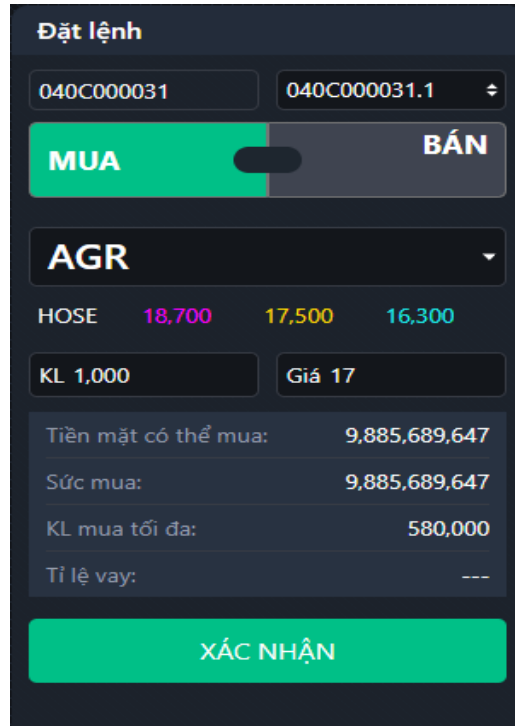 Đặt lệnh
040C000031 040C000031.1
MUA BÁN
AGR
HOSE 18,700 17,500 16,300
KL 1,000 Giá 17
Tiền mặt có thể mua: 9,885,689,647
Sức mua: 9,885,689,647
KL mua tối đa: 580,000
Tỉ lệ vay: ---
XÁC NHẬN